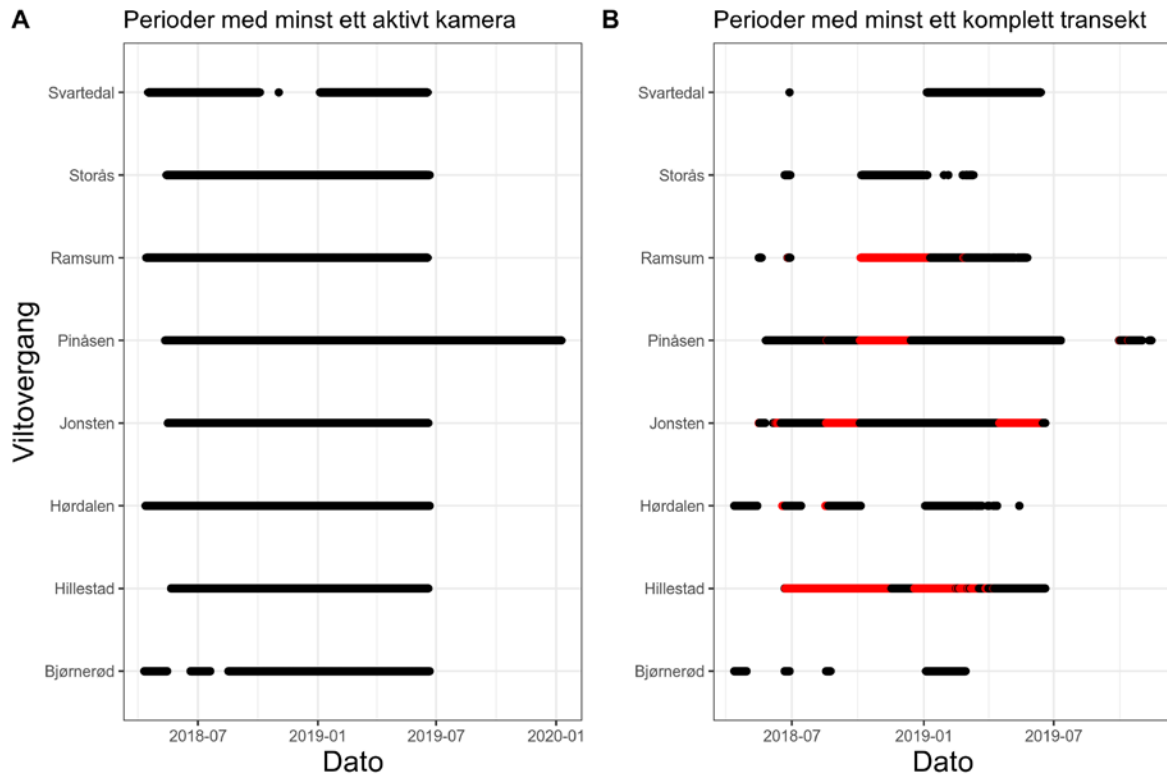 A
Perioder med minst ett aktivt kamera
Viltovergang
Svartedal
Storås
Ramsum
Pinåsen
Jonsten
Hørdalen
Hillestad
Bjørnerød
2018-07
2019-01
2019-07
2020-01
Dato
B
Perioder med minst ett komplett transekt
Svartedal
Storås
Ramsum
Pinåsen
Jonsten
Hørdalen
Hillestad
Bjørnerød
2018-07
2019-01
2019-07
Dato